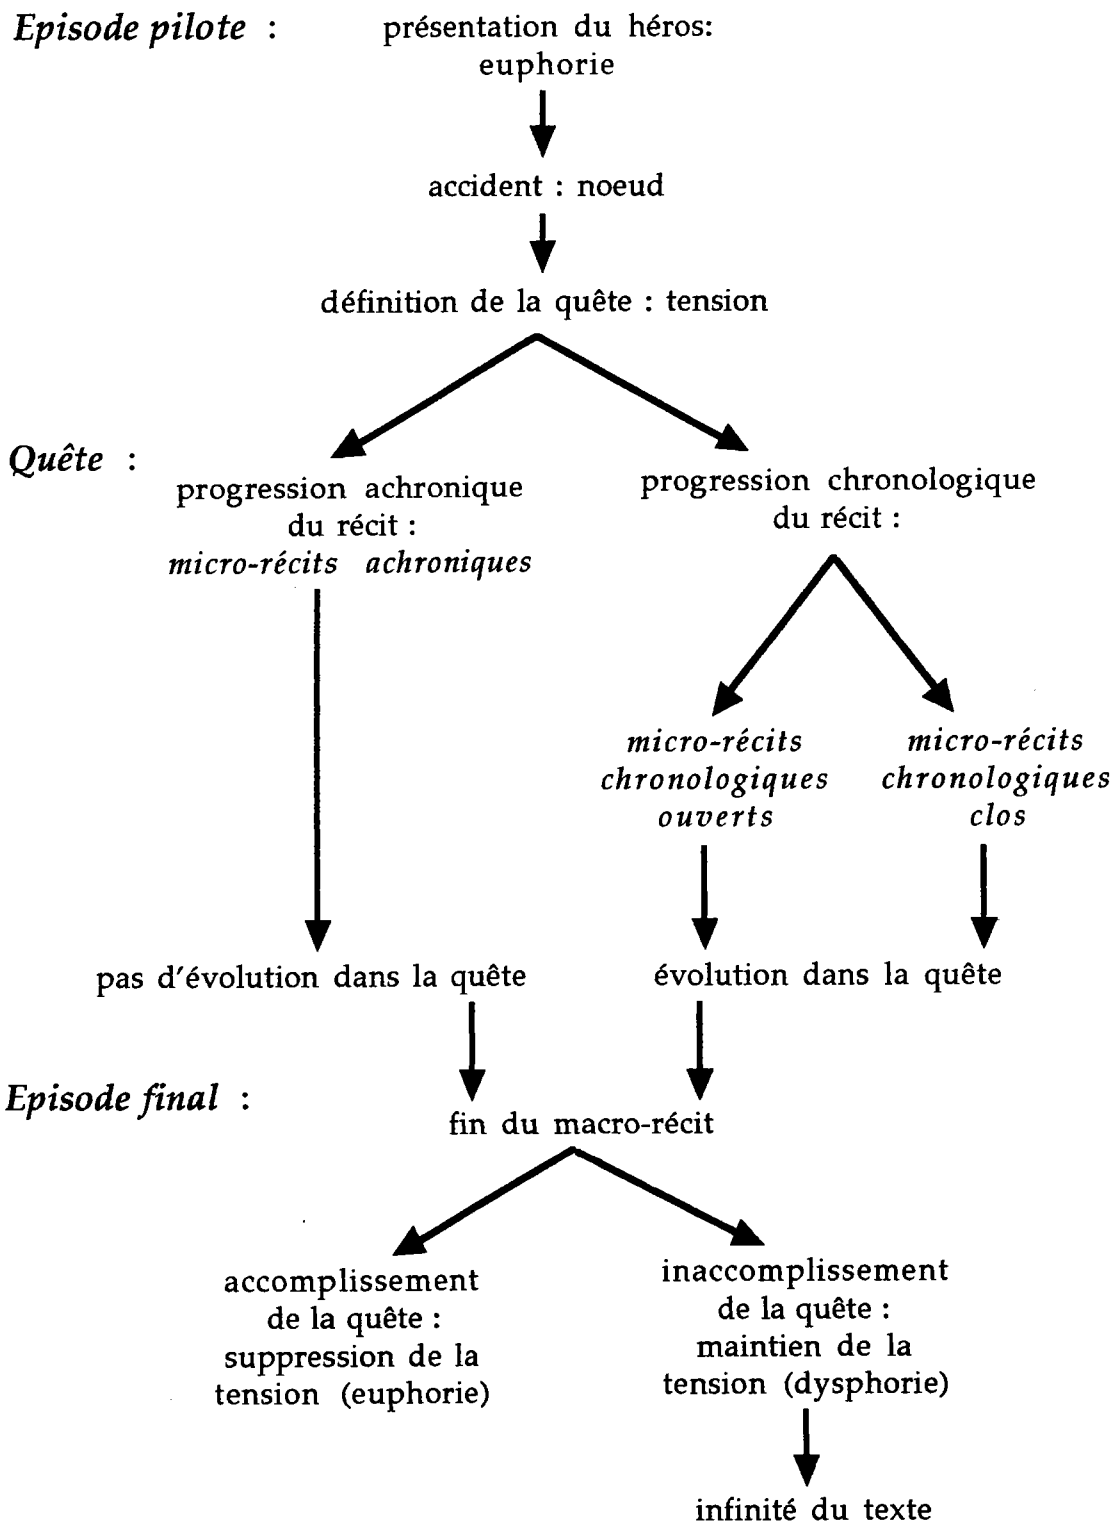 Episode pilote :
présentation du héros:
euphorie
accident : noeud
définition de la quête : tension
Quête :
progression achronique
du récit :
micro-récits achroniques
progression chronologique
du récit :
micro-récits
chronologiques
ouverts
micro-récits
chronologiques
clos
pas d'évolution dans la quête
évolution dans la quête
Episode final :
fin du macro-récit
accomplissement
de la quête :
suppression de la
tension (euphorie)
inaccomplissement
de la quête :
maintien de la
tension (dysphorie)
infinité du texte